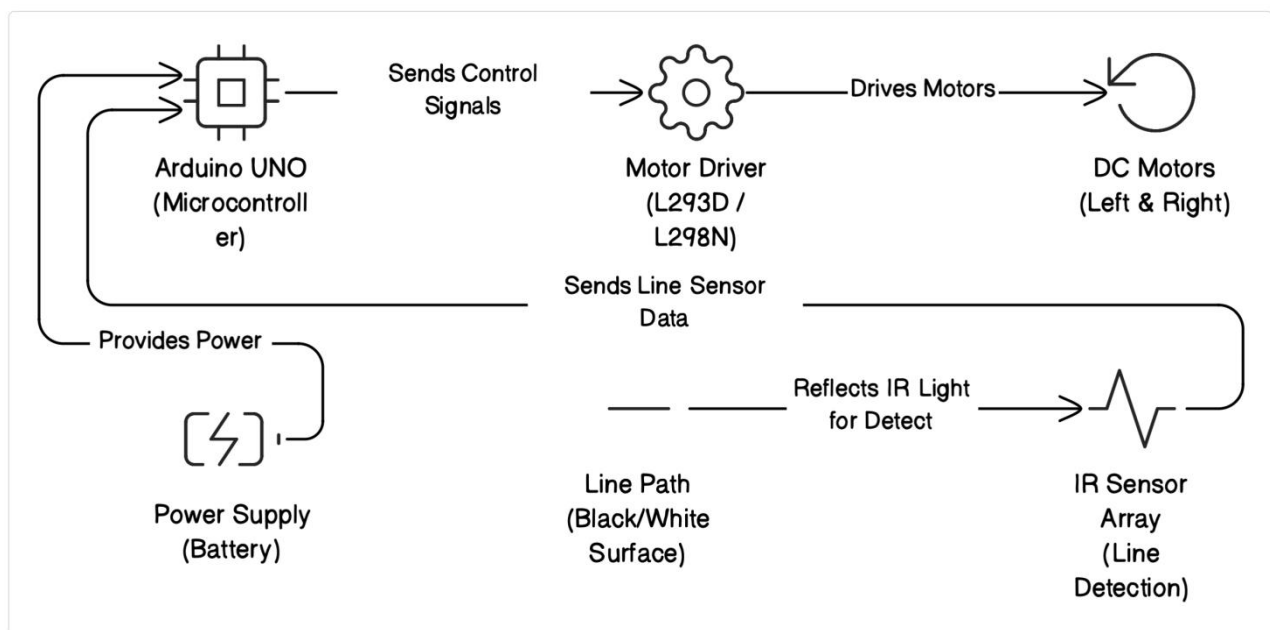 Sends Control
Signals
Drives Motors
Arduino UNO
(Microcontroll
er)
Motor Driver
(L293D /
L298N)
DC Motors
(Left & Right)
Sends Line Sensor
Data
Provides Power
Reflects IR Light
for Detect
Power Supply
(Battery)
Line Path
(Black/White
Surface)
IR Sensor
Array
(Line
Detection)